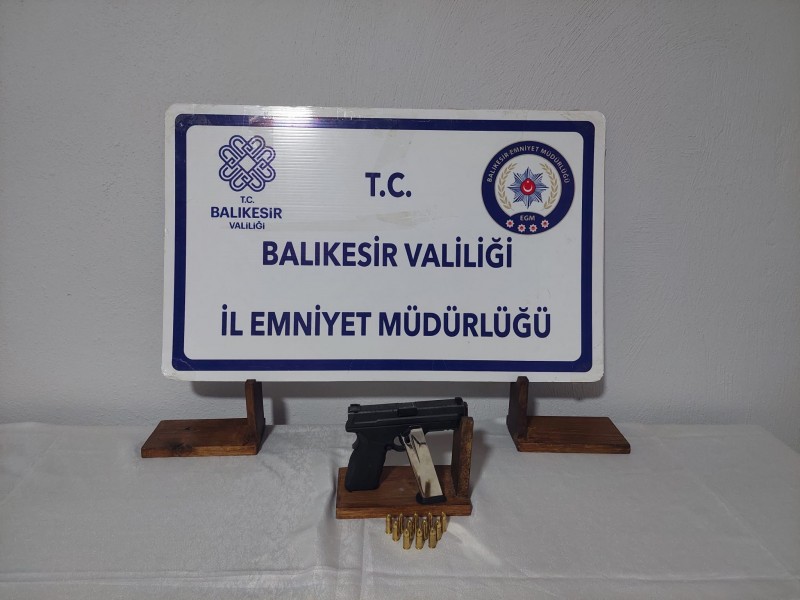 T.C.
BALIKESİR
VALİLİĞİ
T.C.
BALIKESİR EMNİYET MÜDÜRLÜĞÜ
EGM
BALIKESİR VALİLİĞİ
İL EMNİYET MÜDÜRLÜĞÜ